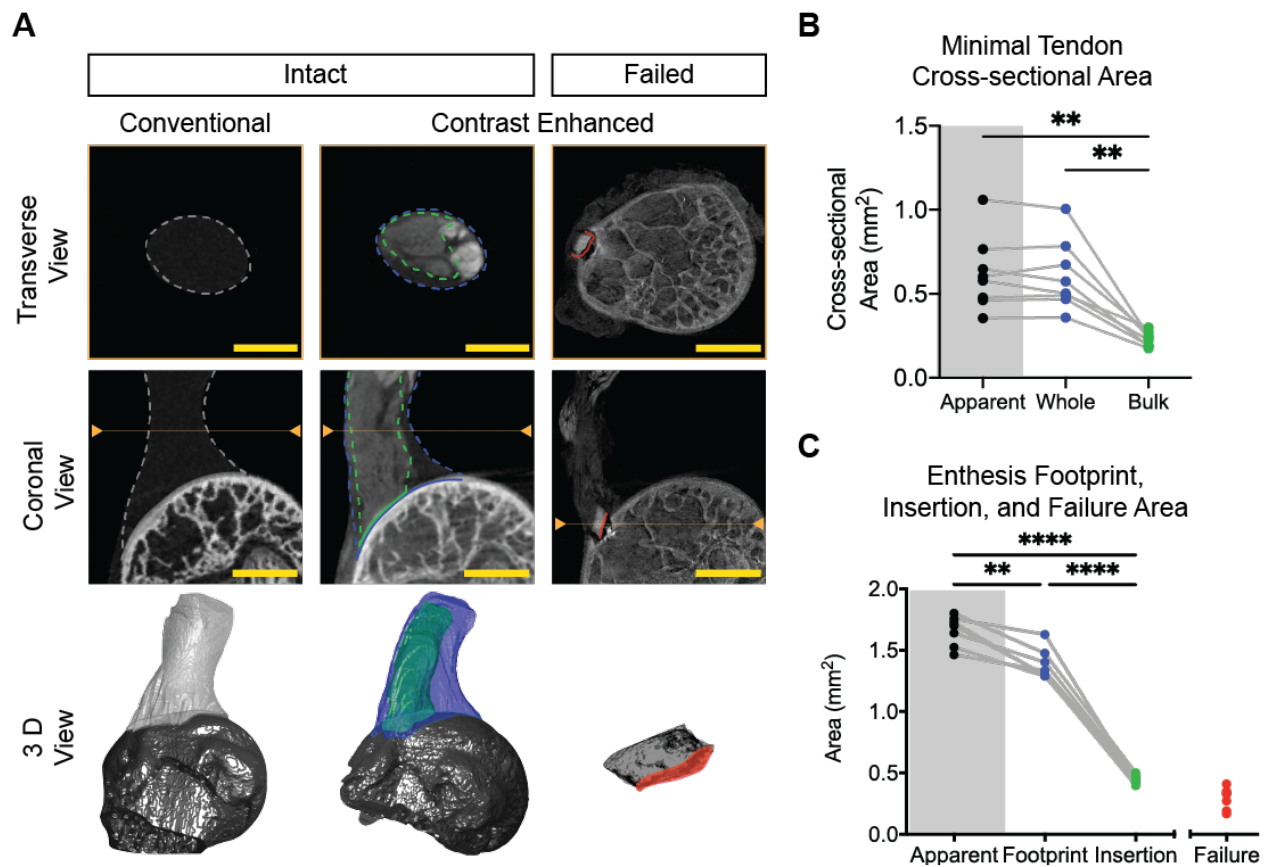 A
Intact
Failed
Conventional
Contrast Enhanced
Transverse
View
Coronal
View
3 D
View
B
Minimal Tendon
Cross-sectional Area
**
**
Cross-sectional
Area (mm²)
1.5
1.0
0.5
0.0
Apparent Whole Bulk
C
Enthesis Footprint,
Insertion, and Failure Area
****
** ****
Area (mm²)
2.0
1.5
1.0
0.5
0.0
Apparent Footprint Insertion Failure